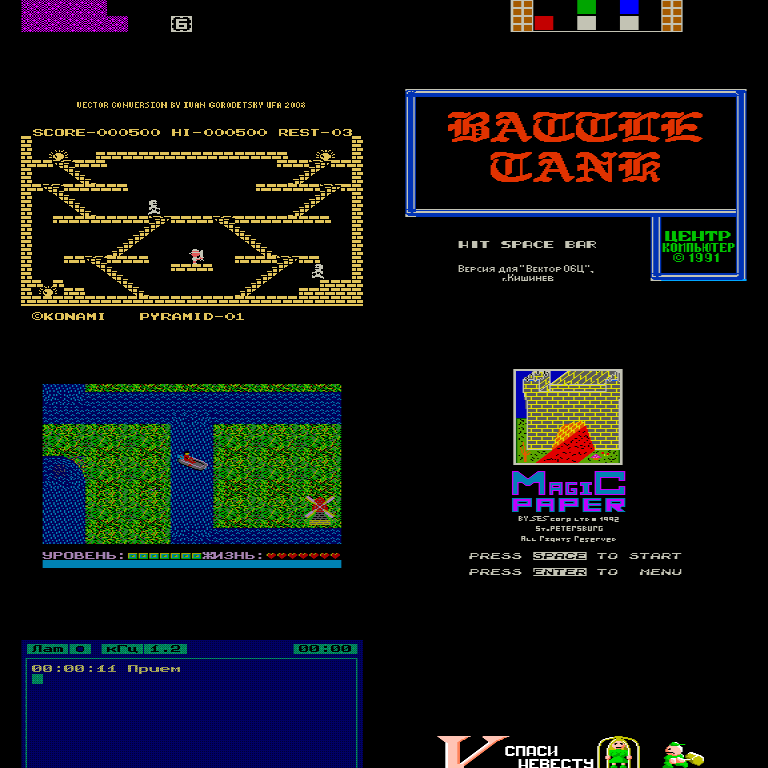 6
VECTOR CONVERSION BY IVAN GORODETSKY UFA 2008
SCORE-000500 HI-000500 REST-03
©KONAMI PYRAMID-01
BATTLE
TANK
HIT SPACE BAR
Версия для "Вектор 06Ц",
г.Кишинев
ЦЕНТР
КОМПЬЮТЕР
© 1991
УРОВЕНЬ: ЖИЗНЬ:
MAGIC
PAPER
BY SES corp LTD © 1992
St.PETERSBURG
All Rights Reserved
PRESS SPACE TO START
PRESS ENTER TO MENU
Лат С кГц 1.2 00:00
00:00:11 Прием
СПАСИ
НЕВЕСТУ